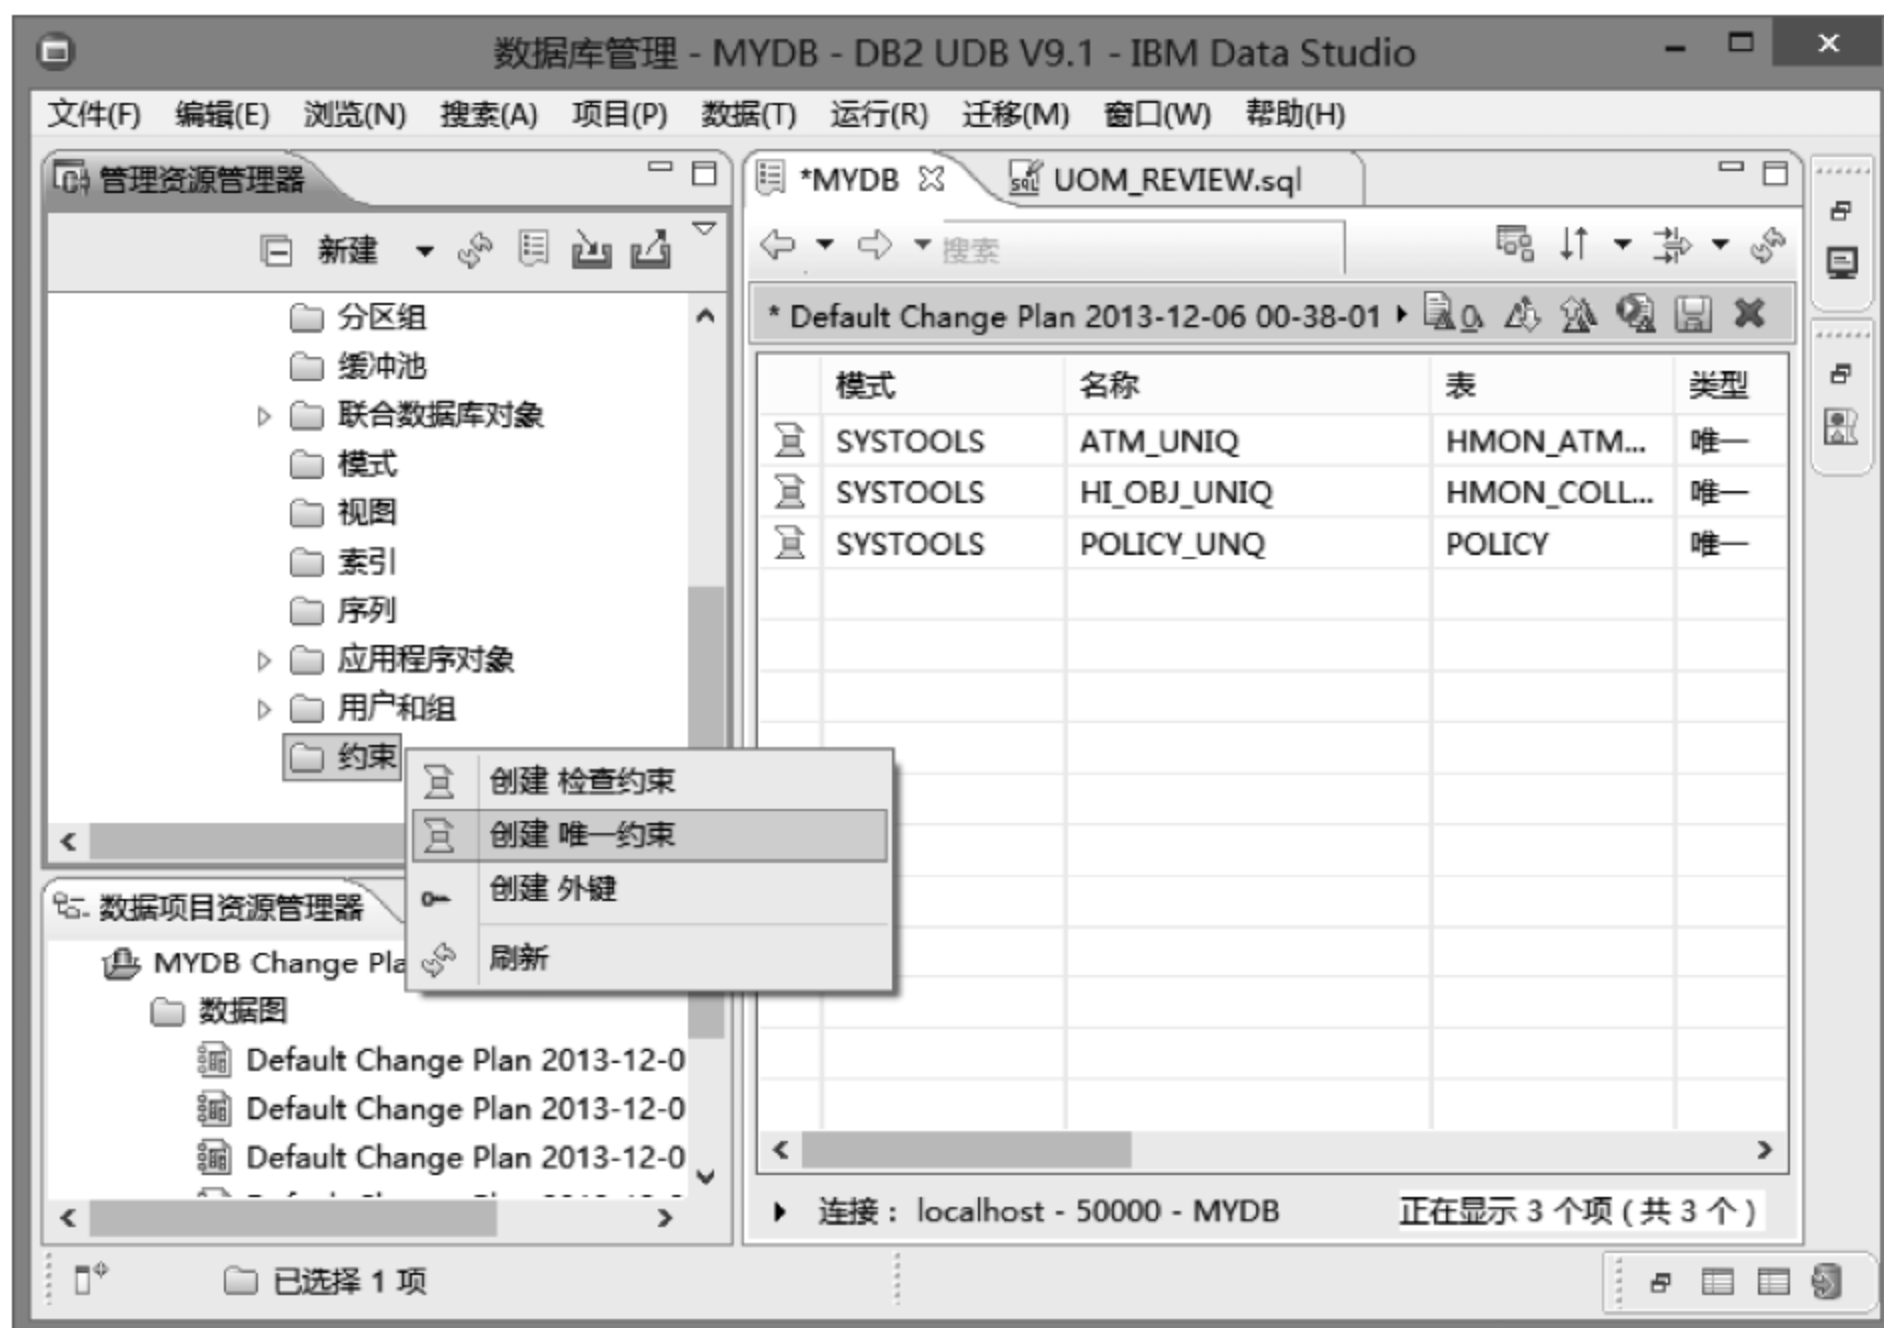 数据库管理 - MYDB - DB2 UDB V9.1 - IBM Data Studio
文件(F) 编辑(E) 浏览(N) 搜索(A) 项目(P) 数据(T) 运行(R) 迁移(M) 窗口(W) 帮助(H)
管理资源管理器
新建
分区组
缓冲池
联合数据库对象
模式
视图
索引
序列
应用程序对象
用户和组
约束
创建 检查约束
创建 唯一约束
创建 外键
刷新
数据项目资源管理器
MYDB Change Pla
数据图
Default Change Plan 2013-12-0
Default Change Plan 2013-12-0
Default Change Plan 2013-12-0
*MYDB UOM_REVIEW.sql
搜索
* Default Change Plan 2013-12-06 00-38-01 0
模式 名称 表 类型
SYSTOOLS ATM_UNIQ HMON_ATM... 唯一
SYSTOOLS HI_OBJ_UNIQ HMON_COLL... 唯一
SYSTOOLS POLICY_UNQ POLICY 唯一
连接： localhost - 50000 - MYDB 正在显示 3 个项 ( 共 3 个 )
已选择 1 项